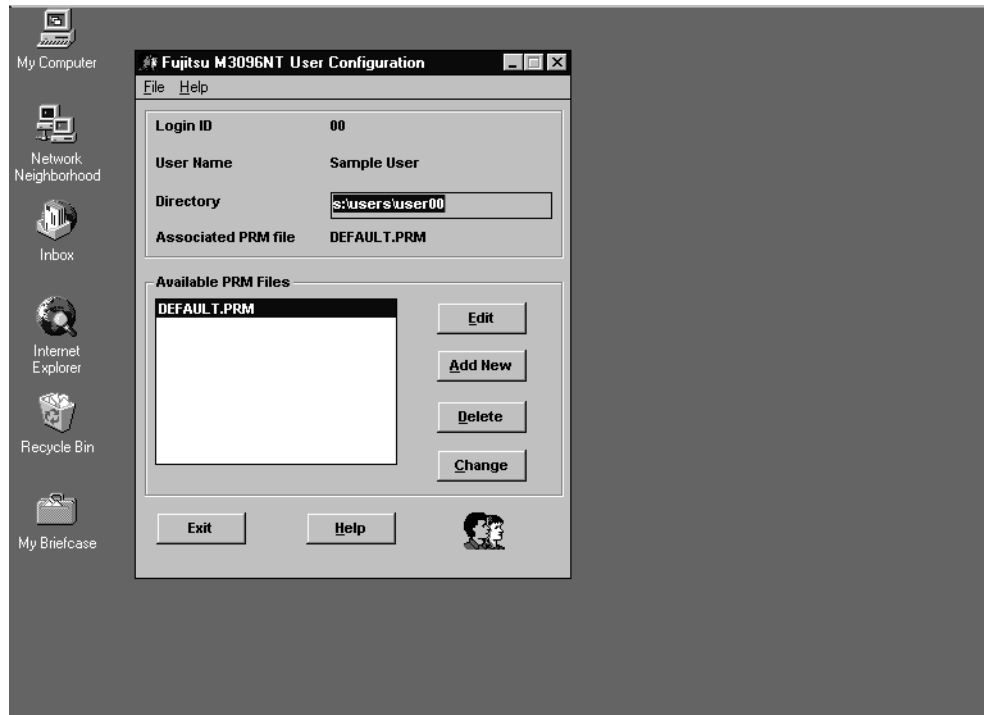 My Computer
Network
Neighborhood
Inbox
Internet
Explorer
Recycle Bin
My Briefcase
Fujitsu M3096NT User Configuration
File Help
Login ID 00
User Name Sample User
Directory s:\users\user00
Associated PRM file DEFAULT.PRM
Available PRM Files
DEFAULT.PRM
Edit
Add New
Delete
Change
Exit Help